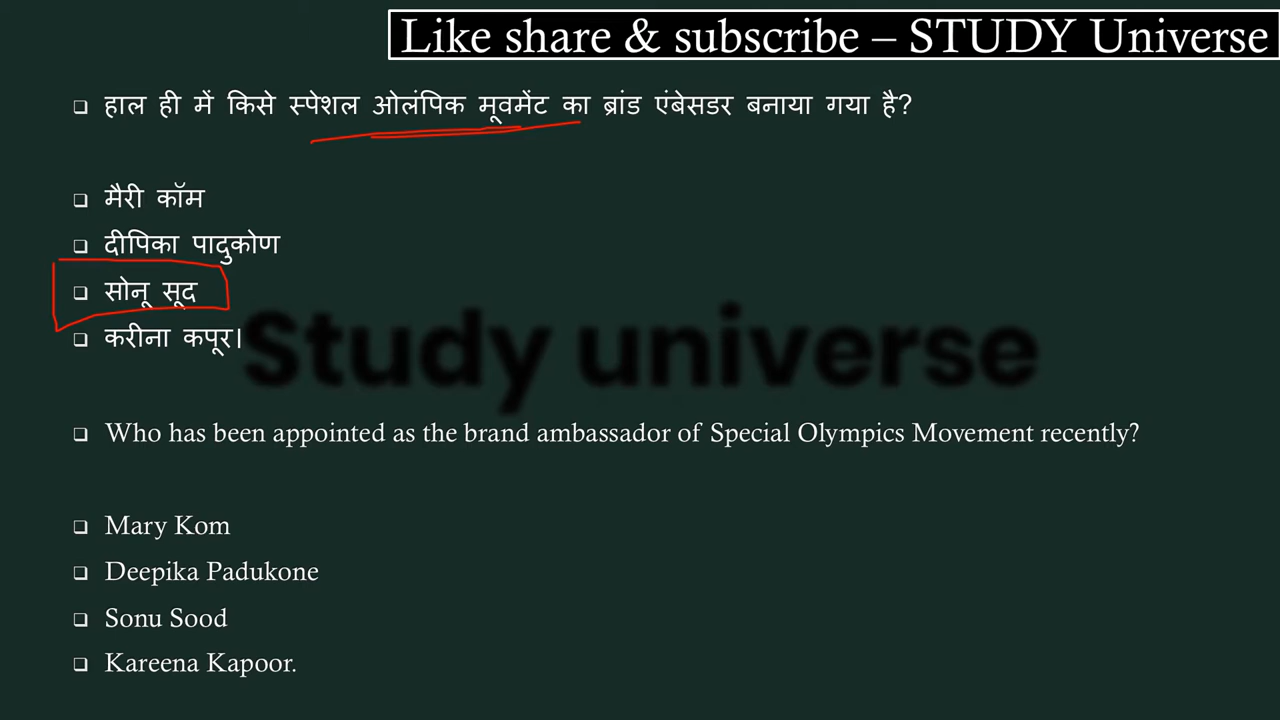 Like share & subscribe – STUDY Universe
हाल ही में किसे स्पेशल ओलंपिक मूवमेंट का ब्रांड एंबेसडर बनाया गया है?
मैरी कॉम
दीपिका पादुकोण
सोनू सूद
करीना कपूर।
Study universe
Who has been appointed as the brand ambassador of Special Olympics Movement recently?
Mary Kom
Deepika Padukone
Sonu Sood
Kareena Kapoor.